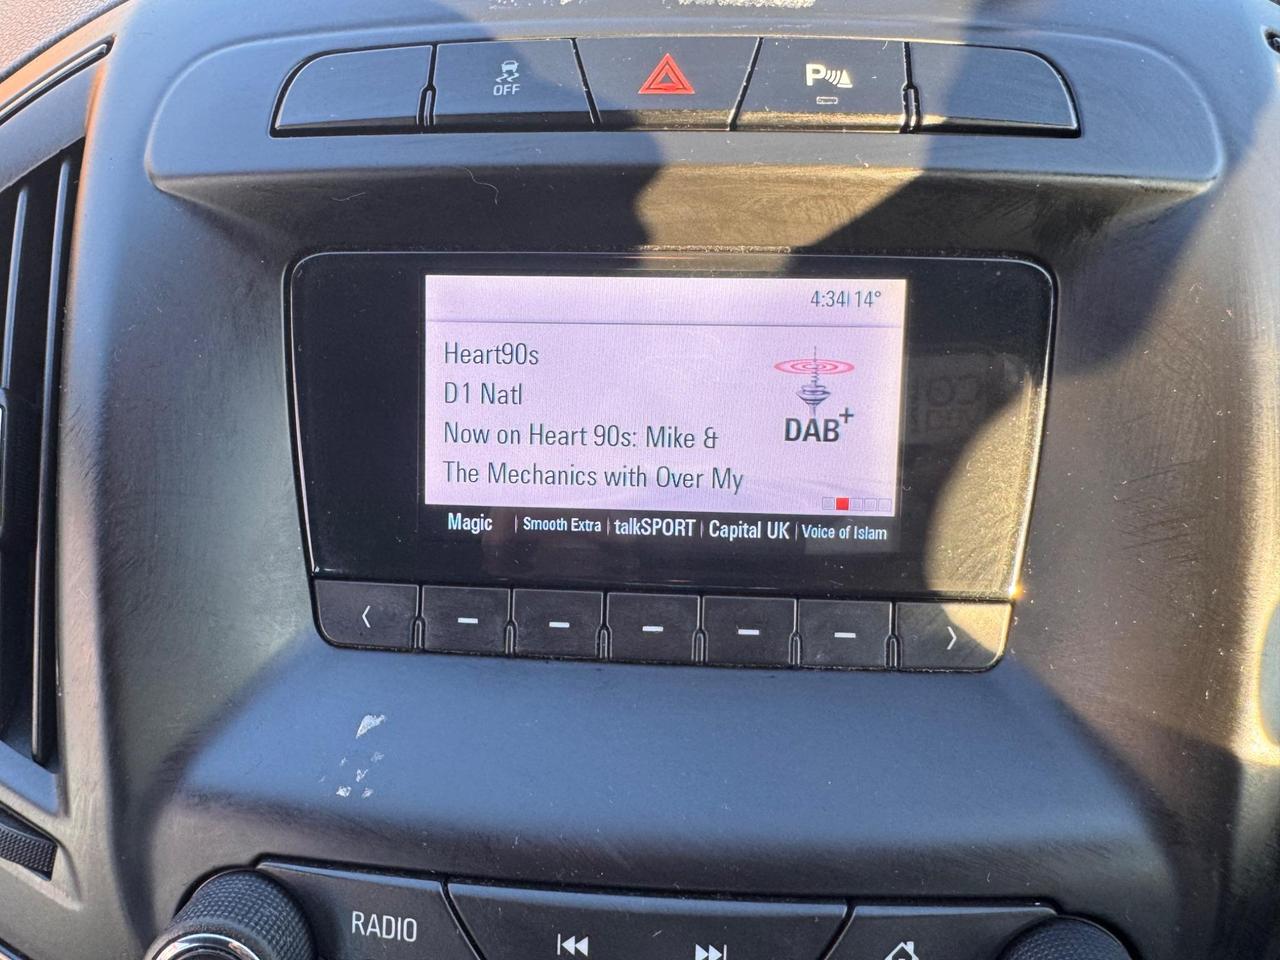 OFF
P
4:34 14°
Heart90s
D1 Natl
Now on Heart 90s: Mike &
The Mechanics with Over My
DAB+
Magic | Smooth Extra | talkSPORT | Capital UK | Voice of Islam
RADIO